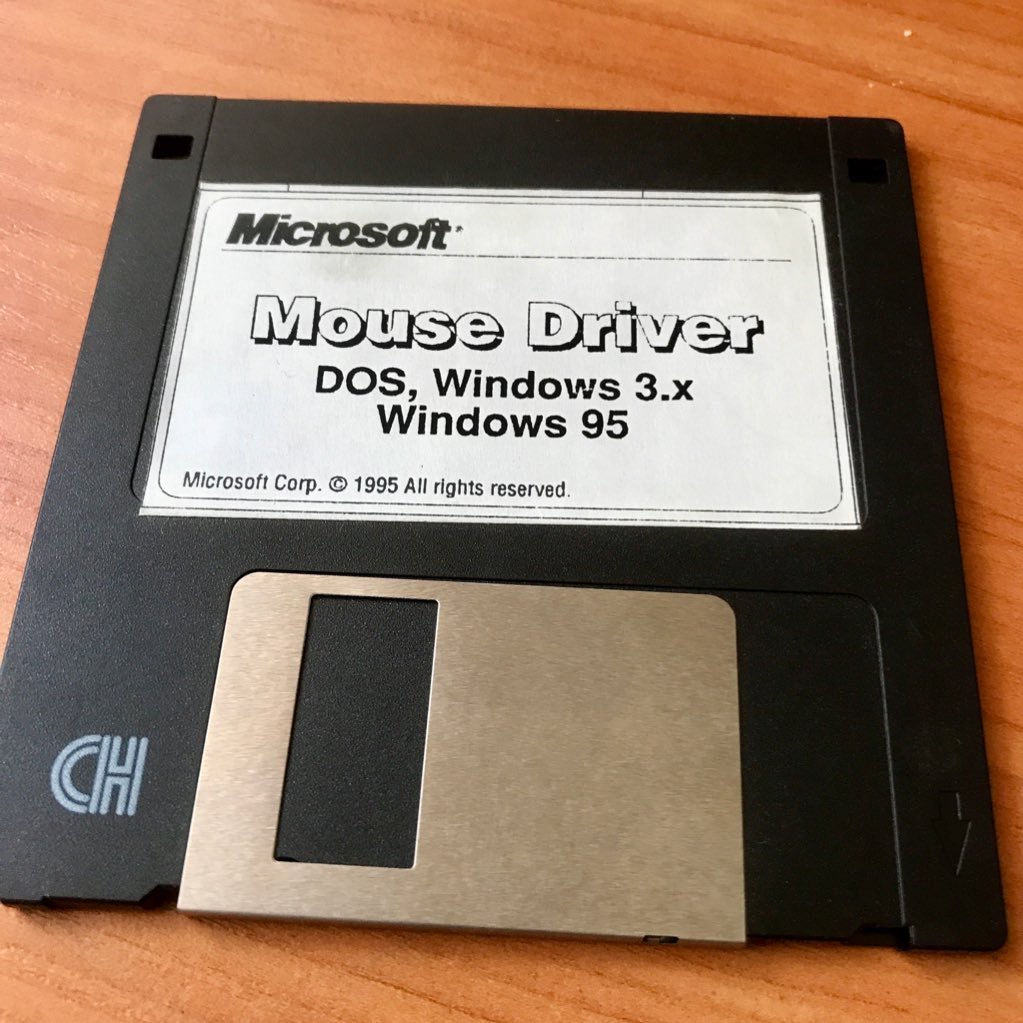 Microsoft®
Mouse Driver
DOS, Windows 3.x
Windows 95
Microsoft Corp. © 1995 All rights reserved.
CH